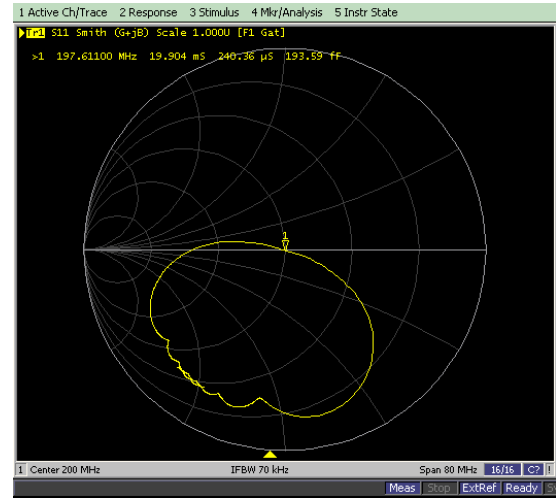 1 Active Ch/Trace 2 Response 3 Stimulus 4 Mkr/Analysis 5 Instr State
Tr1 S11 Smith (G+jB) Scale 1.000U [F1 Gat]
>1 197.61100 MHz 19.904 mS 240.36 µS 193.59 fF
1
1 Center 200 MHz IFBW 70 kHz Span 80 MHz 16/16 C? !
Meas Stop ExtRef Ready S